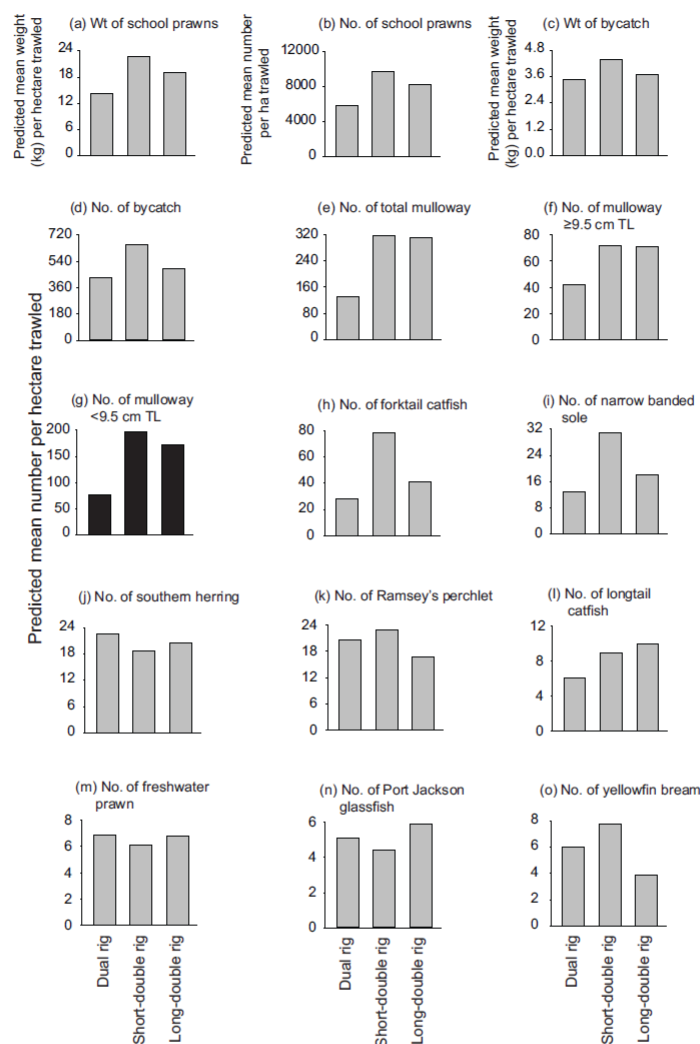 (a) Wt of school prawns
(b) No. of school prawns
(c) Wt of bycatch
Predicted mean weight
(kg) per hectare trawled
24
18
12
6
0
Predicted mean number
per ha trawled
12000
8000
4000
0
Predicted mean weight
(kg) per hectare trawled
4.8
3.6
2.4
1.2
0.0
Predicted mean number per hectare trawled
(d) No. of bycatch
720
540
360
180
0
(e) No. of total mulloway
320
240
160
80
0
(f) No. of mulloway
≥9.5 cm TL
80
60
40
20
0
(g) No. of mulloway
<9.5 cm TL
200
150
100
50
0
(h) No. of forktail catfish
80
60
40
20
0
(i) No. of narrow banded
sole
32
24
16
8
0
(j) No. of southern herring
24
18
12
6
0
(k) No. of Ramsey's perchlet
24
18
12
6
0
(l) No. of longtail
catfish
12
8
4
0
(m) No. of freshwater
prawn
8
6
4
2
0
(n) No. of Port Jackson
glassfish
6
4
2
0
(o) No. of yellowfin bream
8
6
4
2
0
Dual rig
Short-double rig
Long-double rig
Dual rig
Short-double rig
Long-double rig
Dual rig
Short-double rig
Long-double rig